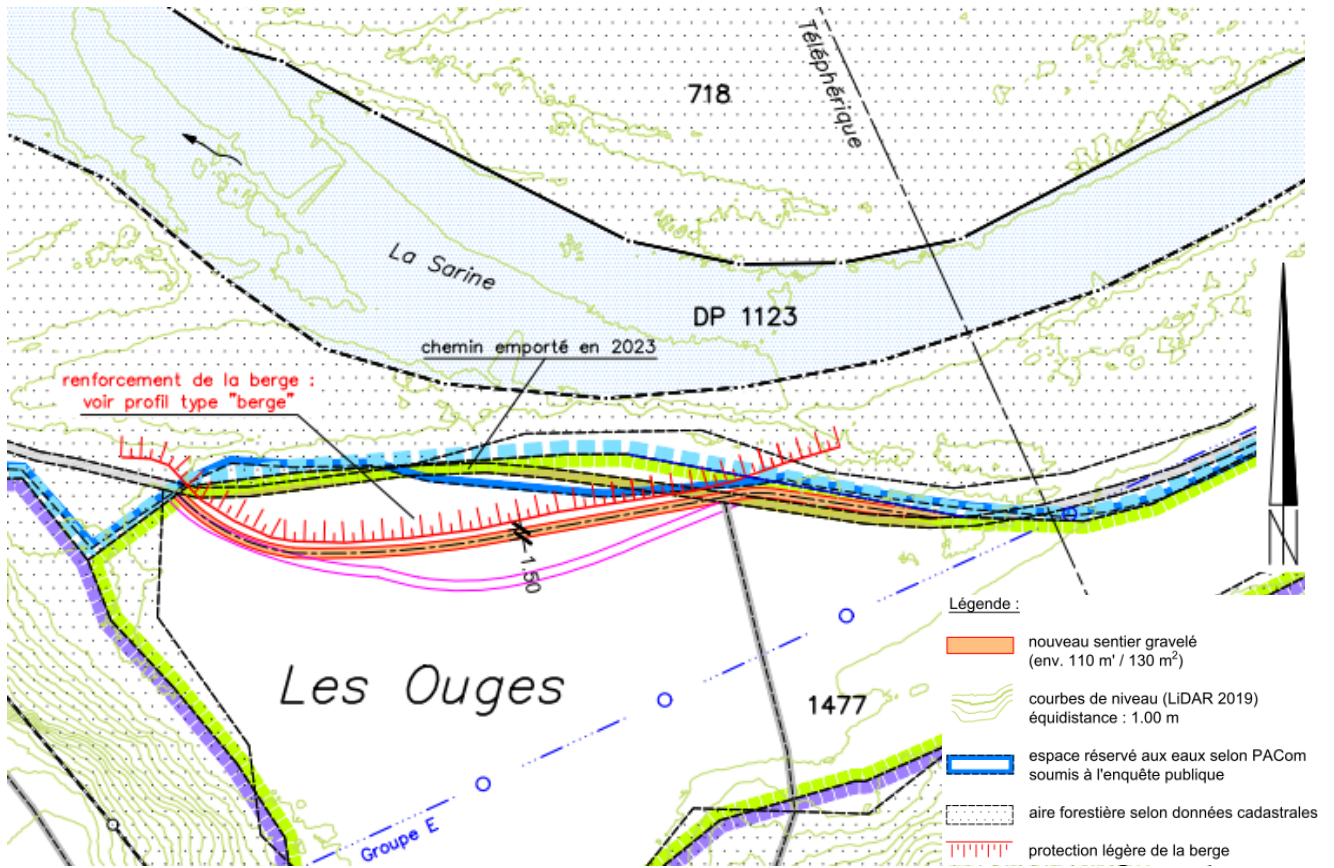 718
Téléphérique
La Sarine
DP 1123
chemin emporté en 2023
renforcement de la berge :
voir profil type "berge"
1.50
N
Les Ouges
1477
Groupe E
Légende :
nouveau sentier gravelé
(env. 110 m' / 130 m²)
courbes de niveau (LiDAR 2019)
équidistance : 1.00 m
espace réservé aux eaux selon PACom
soumis à l'enquête publique
aire forestière selon données cadastrales
protection légère de la berge